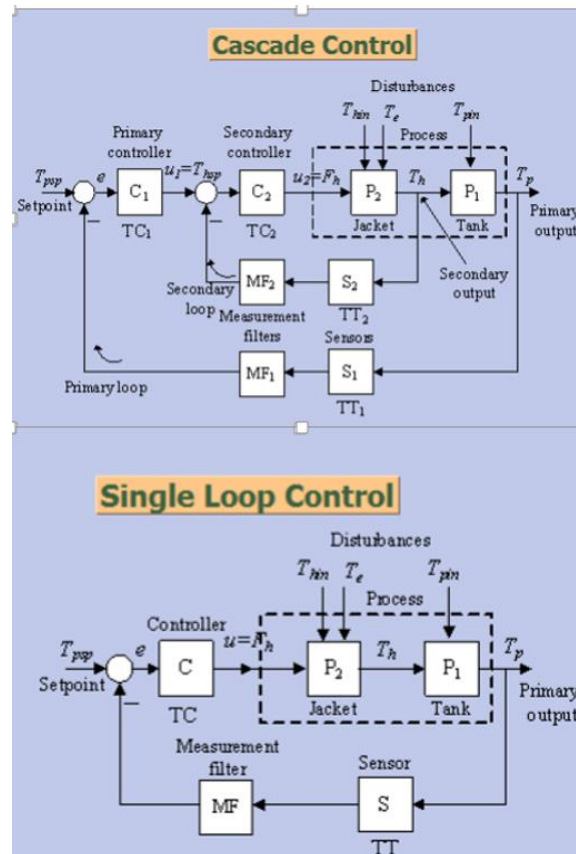 Cascade Control
Disturbances
Thin Te Tpin
Process
Primary controller
Secondary controller
Tpsp e C1 u1=Thsp C2 u2=Fh P2 Th P1 Tp
Setpoint
TC1 TC2 Jacket Tank
Primary output
Secondary output
Secondary loop
MF2 S2
TT2
Measurement filters
Sensors
MF1 S1
TT1
Primary loop
Single Loop Control
Disturbances
Thin Te Tpin
Process
Controller
Tpsp e C u=Fh P2 Th P1 Tp
Setpoint
TC Jacket Tank
Primary output
Measurement filter
Sensor
MF S
TT